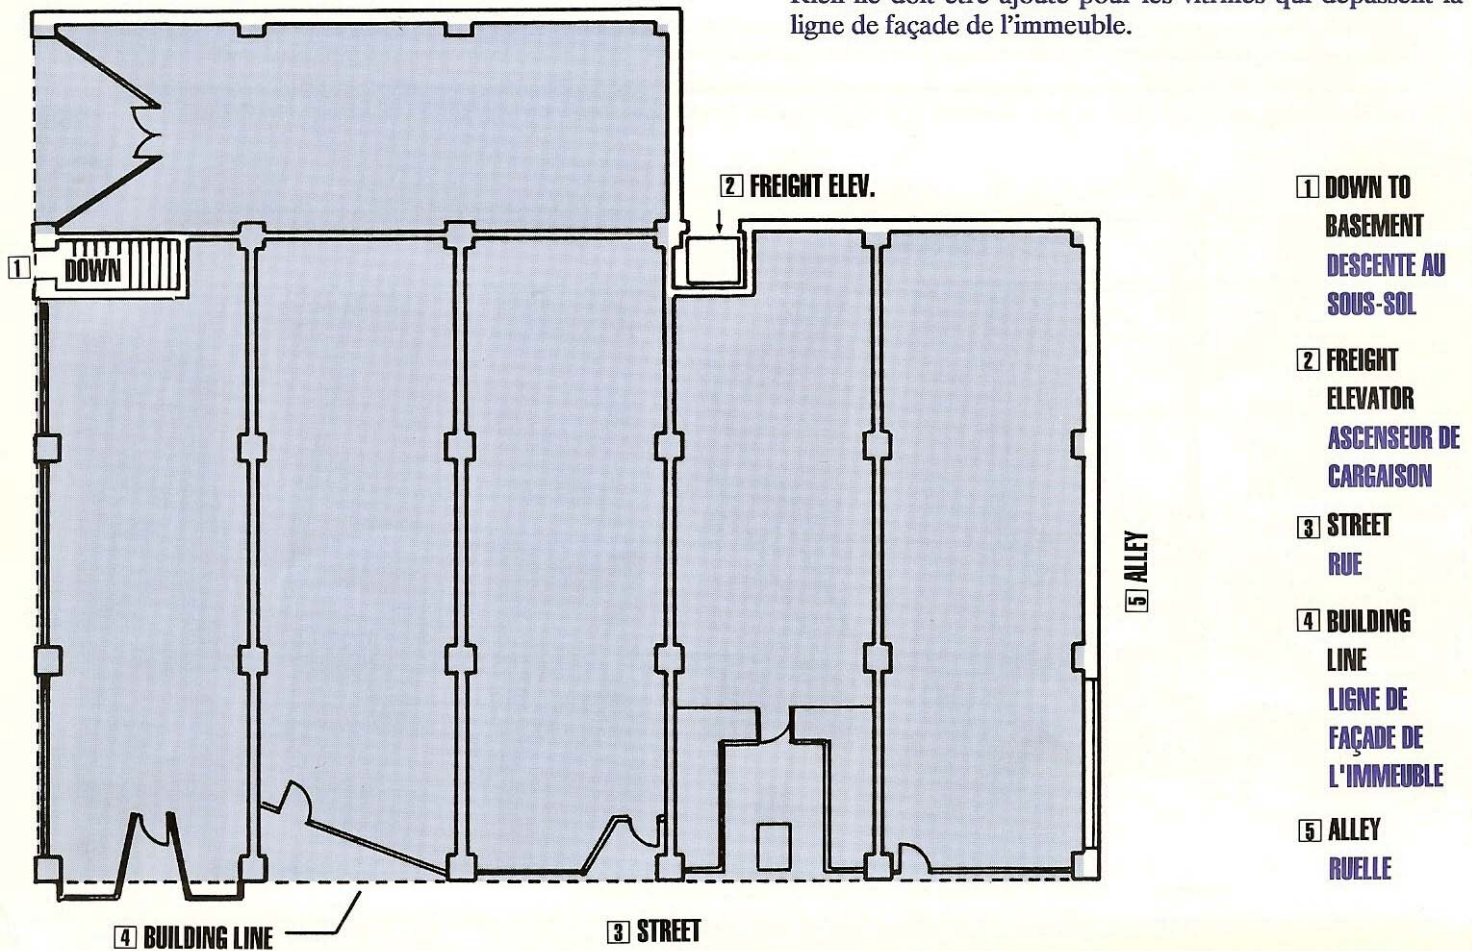 ligne de façade de l'immeuble.
2 FREIGHT ELEV.
1 DOWN
5 ALLEY
4 BUILDING LINE
3 STREET
1 DOWN TO
BASEMENT
DESCENTE AU
SOUS-SOL
2 FREIGHT
ELEVATOR
ASCENSEUR DE
CARGAISON
3 STREET
RUE
4 BUILDING
LINE
LIGNE DE
FAÇADE DE
L'IMMEUBLE
5 ALLEY
RUELLE